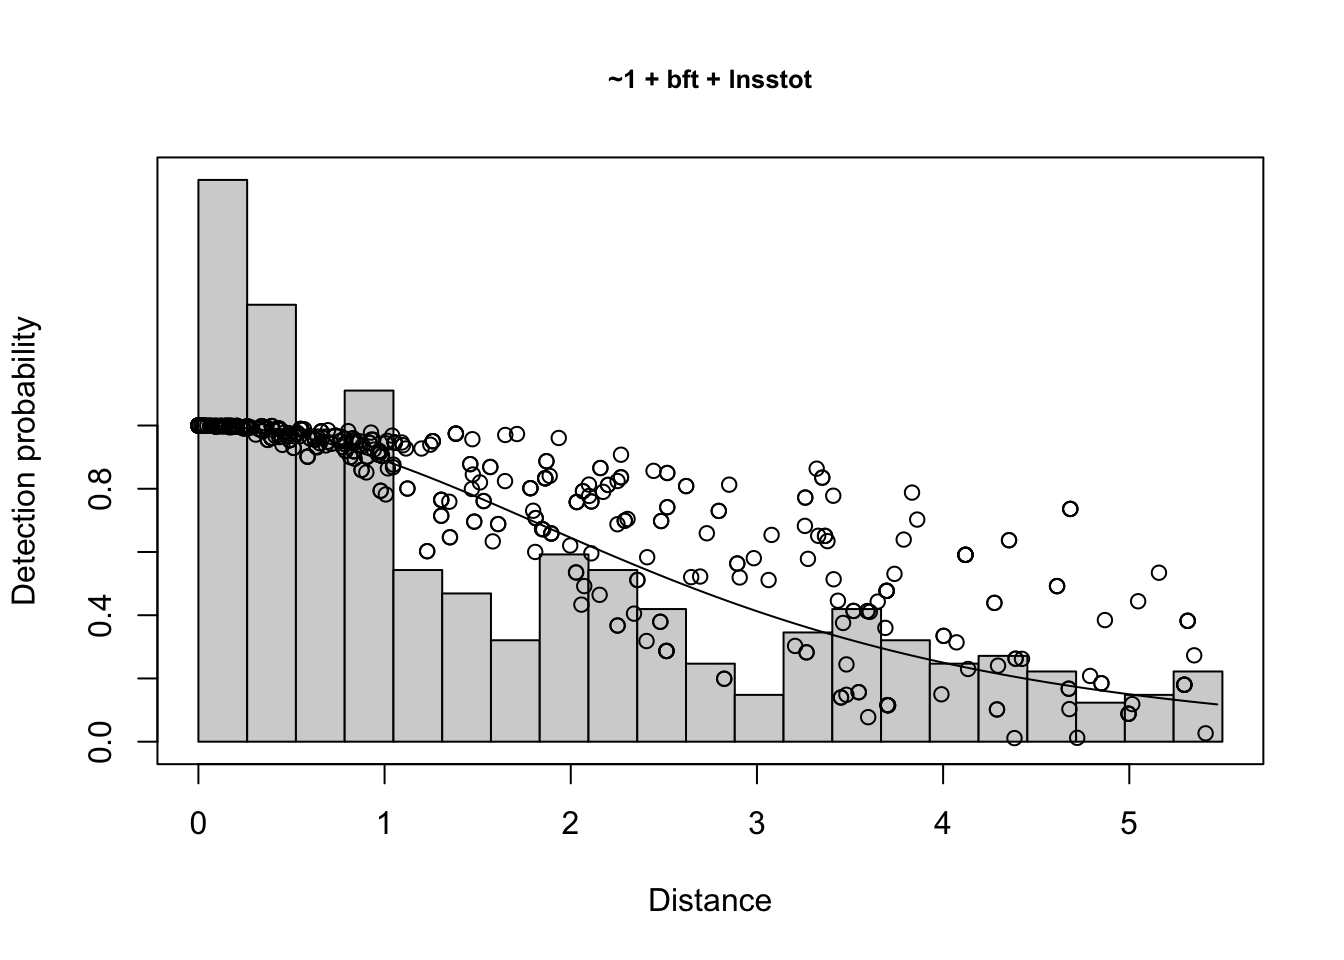 ~1 + bft + lnsstot
Detection probability
0.8
0.4
0.0
0 1 2 3 4 5
Distance